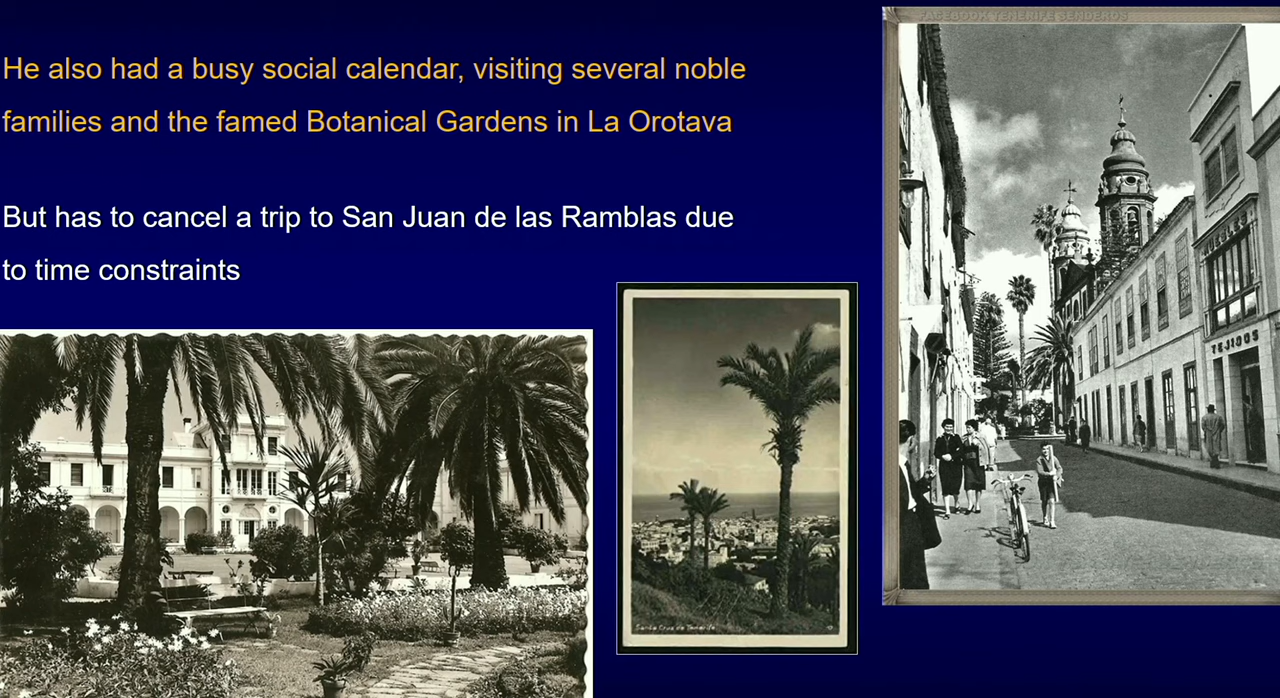 He also had a busy social calendar, visiting several noble
families and the famed Botanical Gardens in La Orotava
But has to cancel a trip to San Juan de las Ramblas due
to time constraints
FACEBOOK TENERIFE SENDEROS
MUEBLES
TEJIDOS
Santa Cruz de Tenerife